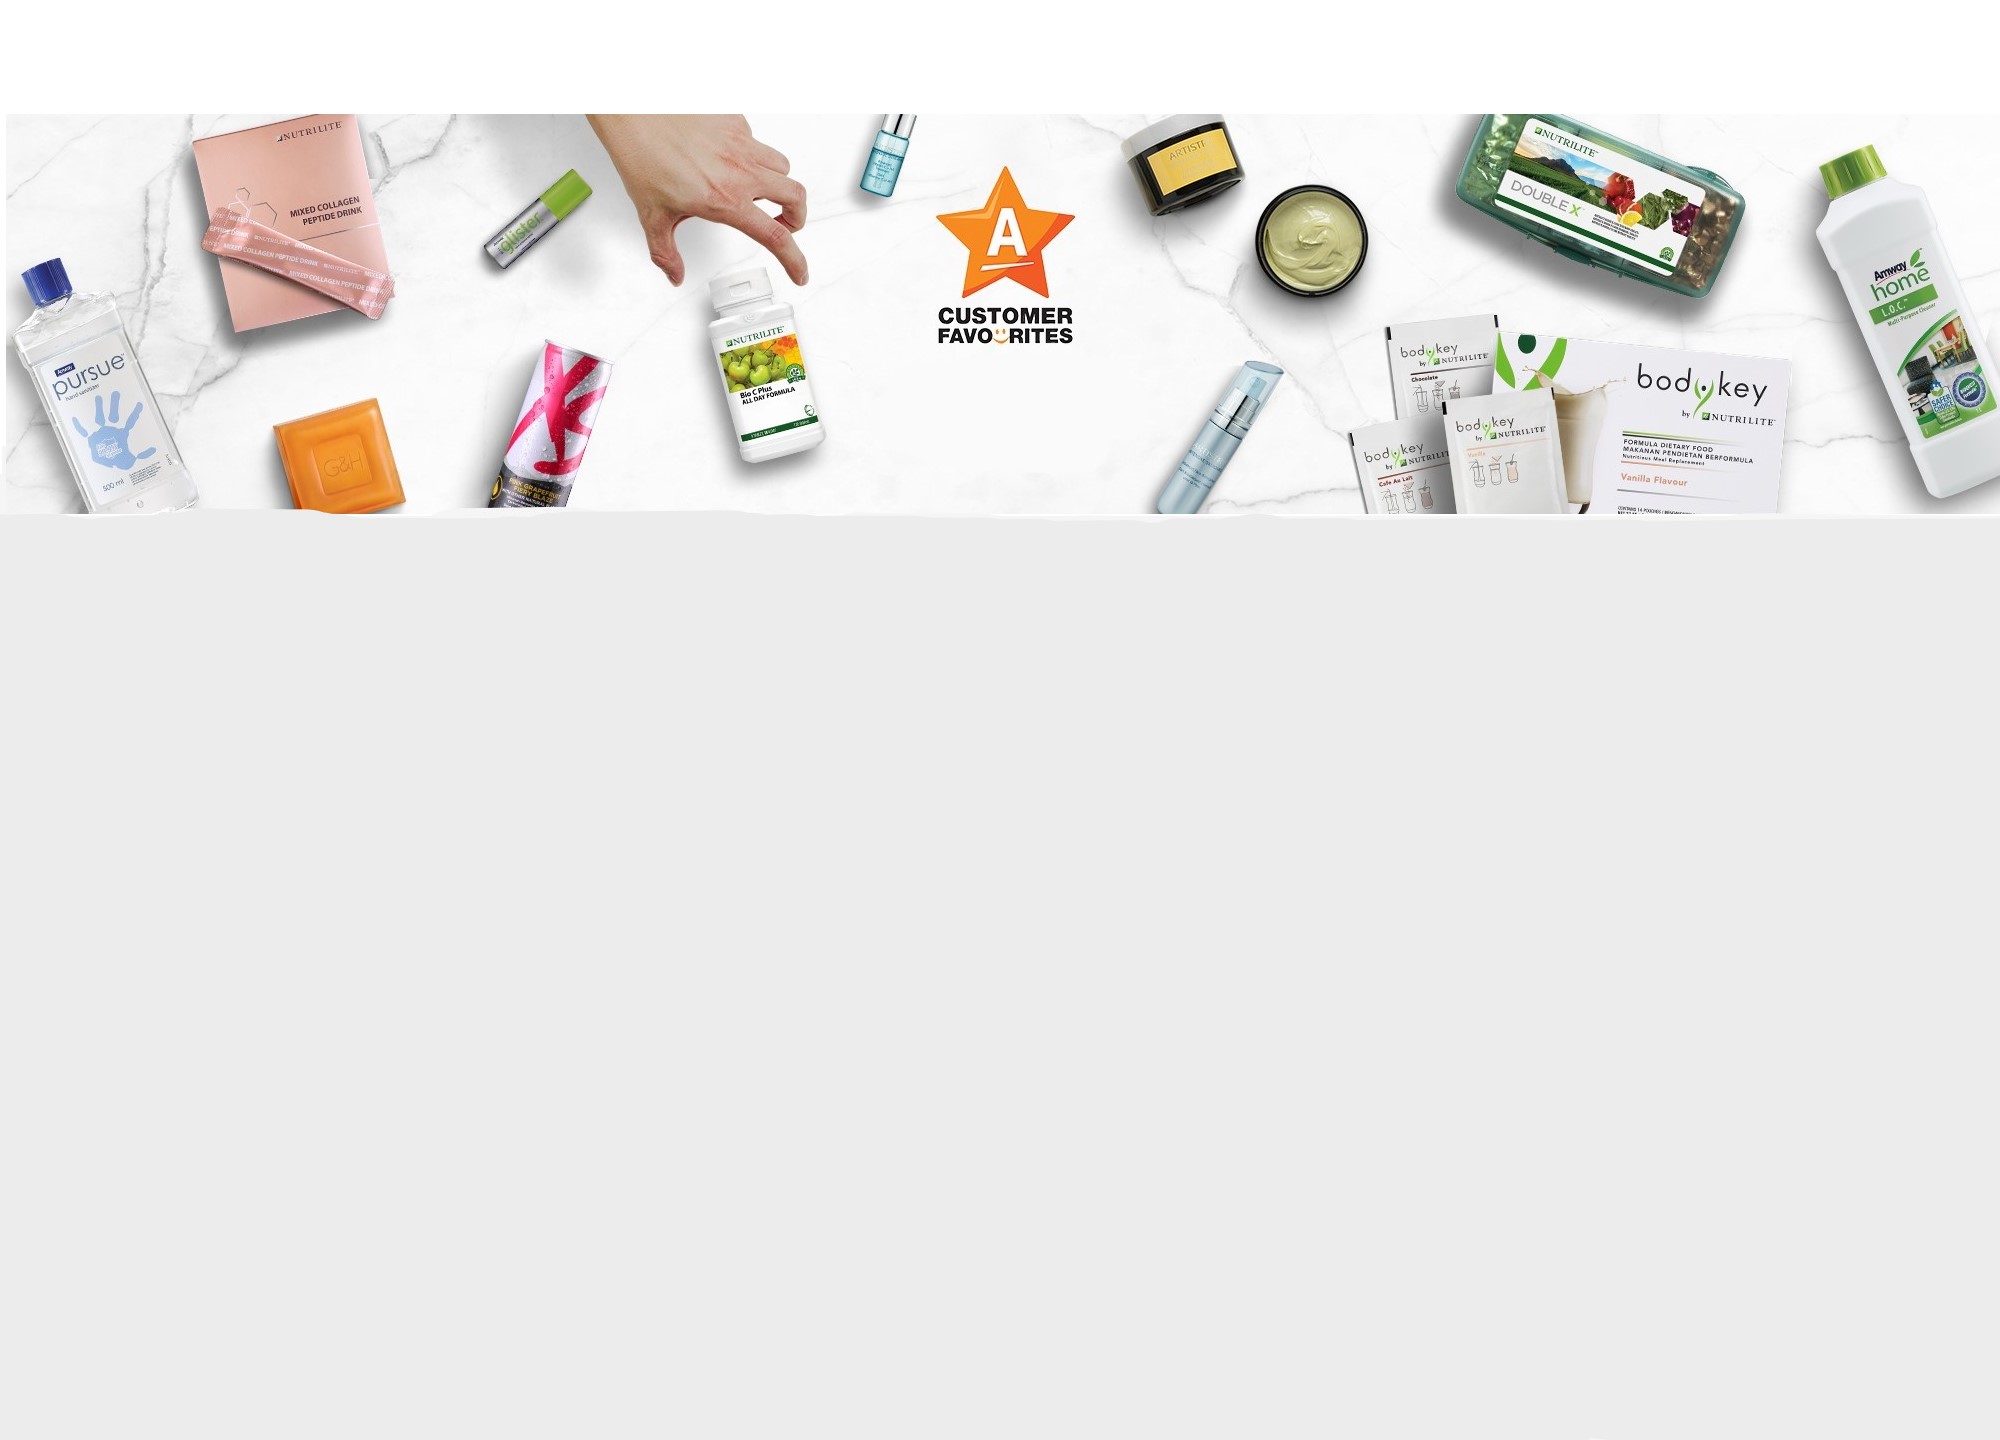 NUTRILITE
MIXED COLLAGEN
PEPTIDE DRINK
MIXED COLLAGEN PEPTIDE DRINK
glister
Amway
pursue
hand sanitizer
500 ml
G&H
PINK GRAPEFRUIT
FIERY BLAZE
NUTRILITE
Bio C Plus
ALL DAY FORMULA
A
CUSTOMER
FAVOURITES
ARTISTI
NUTRILITE
DOUBLE X
bodykey
by NUTRILITE
Chocolate
bodykey
by NUTRILITE
Cafe Au Lait
bodykey
by NUTRILITE
Vanilla
bodykey
by NUTRILITE
FORMULA DIETARY FOOD
MAKANAN PENDIETAN BERFORMULA
Nutritious Meal Replacement
Vanilla Flavour
Amway
home
L.O.C.™
Multi-Purpose Cleaner
SAFER
CHOICE